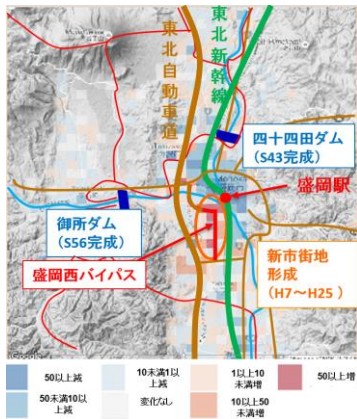 東北自動車道
東北新幹線
四十四田ダム
(S43完成)
盛岡駅
御所ダム
(S56完成)
盛岡西バイパス
新市街地
形成
(H7~H25 )
50以上減
10未満1以
上減
1以上10
未満増
50以上増
50未満10以
上減
変化なし
10以上50
未満増